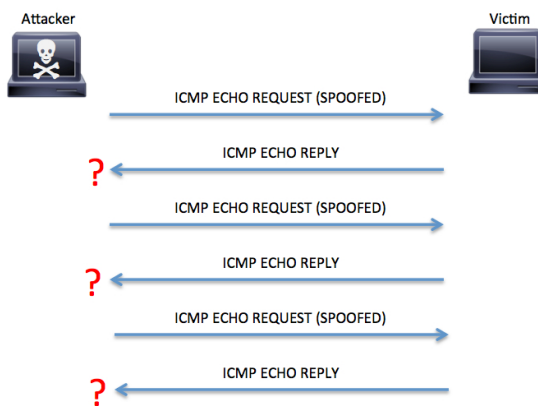 Attacker
Victim
ICMP ECHO REQUEST (SPOOFED)
ICMP ECHO REPLY
?
ICMP ECHO REQUEST (SPOOFED)
ICMP ECHO REPLY
?
ICMP ECHO REQUEST (SPOOFED)
ICMP ECHO REPLY
?